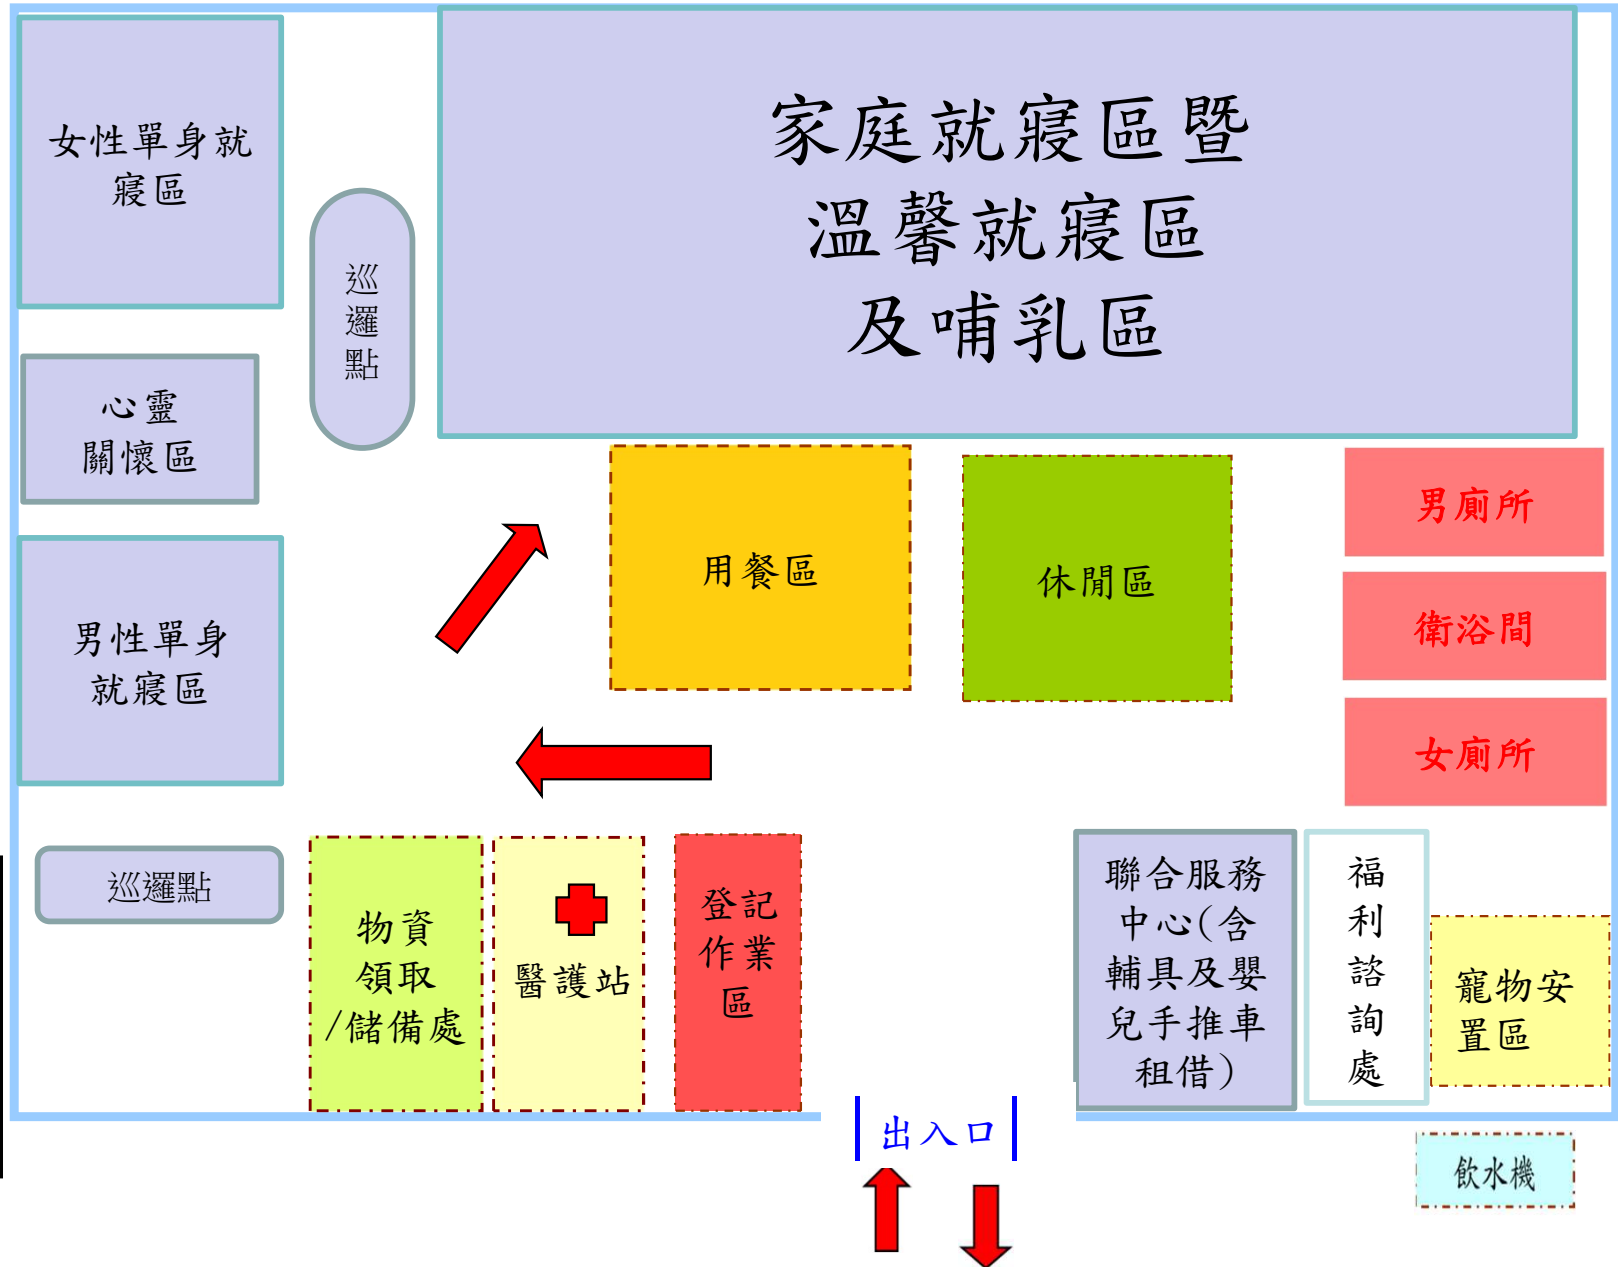 女性單身就
寢區
家庭就寢區暨
溫馨就寢區
及哺乳區
巡邏點
心靈
關懷區
男性單身
就寢區
用餐區
休閒區
男廁所
衛浴間
女廁所
巡邏點
物資
領取
/儲備處
醫護站
登記
作業
區
聯合服務
中心(含
輔具及嬰
兒手推車
租借)
福利諮詢處
寵物安
置區
出入口
飲水機